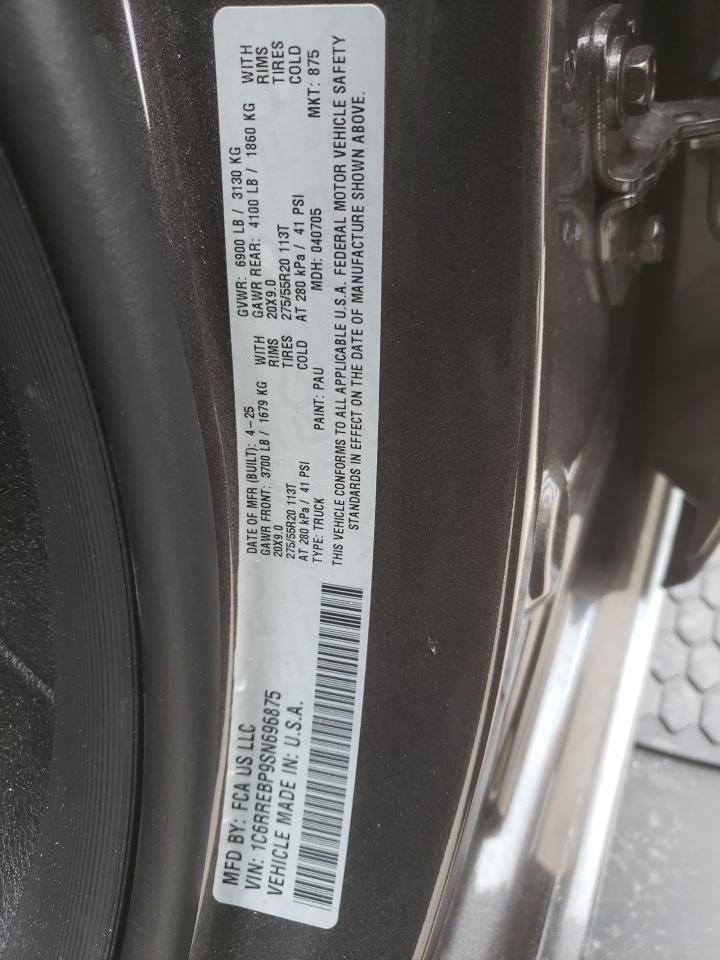 MFD BY: FCA US LLC
VIN: 1C6RREBP9SN696875
VEHICLE MADE IN: U.S.A.
DATE OF MFR (BUILT): 4-25
GVWR: 6900 LB / 3130 KG
GAWR FRONT: 3700 LB / 1679 KG WITH
GAWR REAR: 4100 LB / 1860 KG WITH
20X9.0 RIMS
20X9.0 RIMS
275/55R20 113T TIRES
275/55R20 113T TIRES
AT 280 kPa / 41 PSI COLD
AT 280 kPa / 41 PSI COLD
TYPE: TRUCK PAINT: PAU MDH: 040705 MKT: 875
THIS VEHICLE CONFORMS TO ALL APPLICABLE U.S.A. FEDERAL MOTOR VEHICLE SAFETY
STANDARDS IN EFFECT ON THE DATE OF MANUFACTURE SHOWN ABOVE.